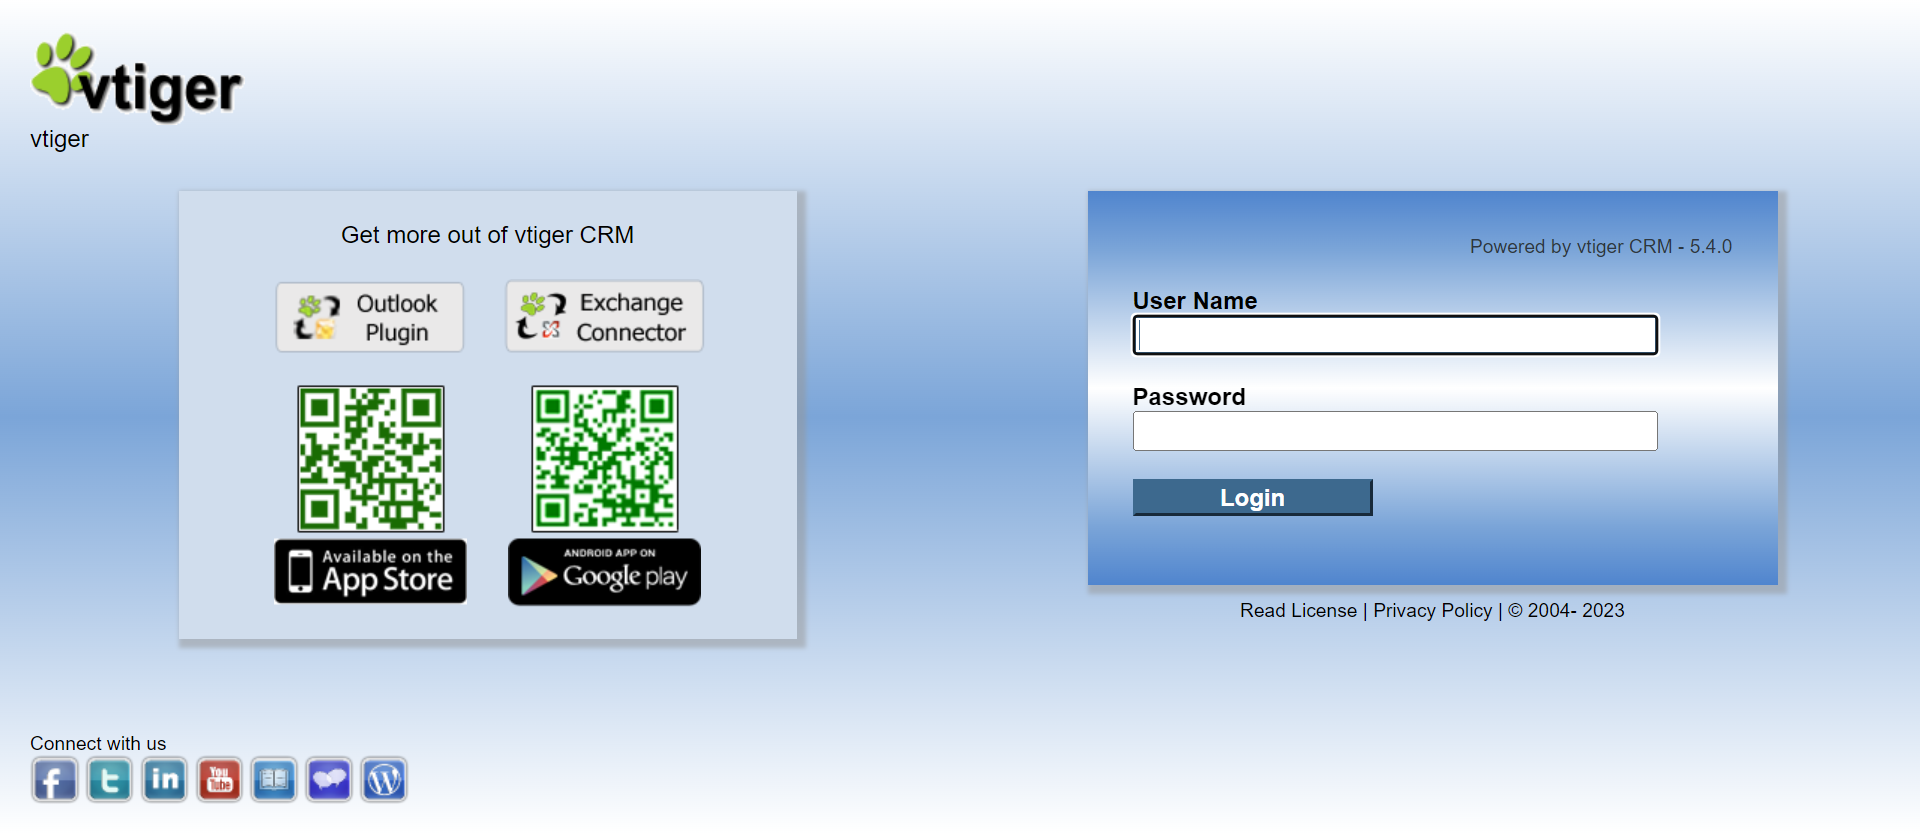 vtiger
vtiger
Get more out of vtiger CRM
Outlook
Plugin
Exchange
Connector
Available on the
App Store
ANDROID APP ON
Google play
Powered by vtiger CRM - 5.4.0
User Name
Password
Login
Read License | Privacy Policy | © 2004- 2023
Connect with us
f
t
in
You
Tube
W